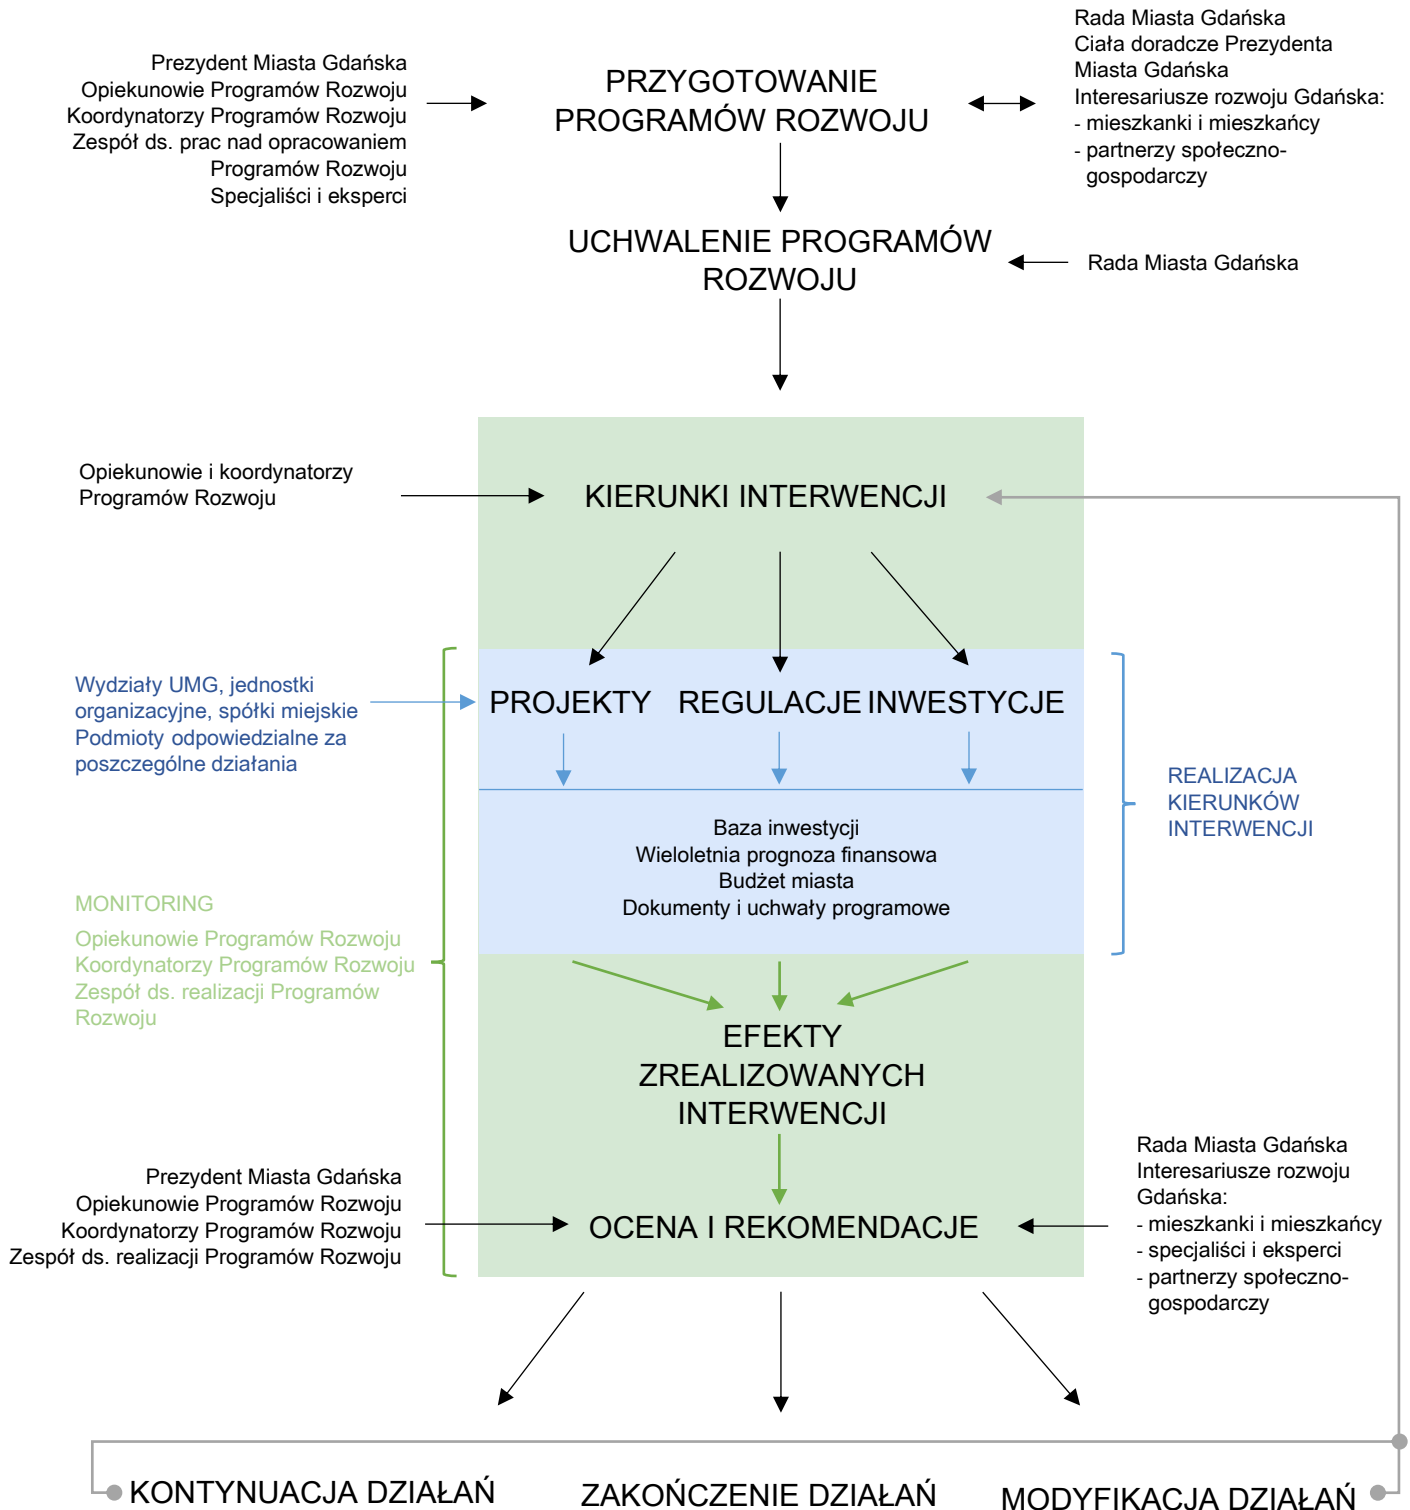 Prezydent Miasta Gdańska
Opiekunowie Programów Rozwoju
Koordynatorzy Programów Rozwoju
Zespół ds. prac nad opracowaniem
Programów Rozwoju
Specjaliści i eksperci
PRZYGOTOWANIE
PROGRAMÓW ROZWOJU
Rada Miasta Gdańska
Ciała doradcze Prezydenta
Miasta Gdańska
Interesariusze rozwoju Gdańska:
- mieszkanki i mieszkańcy
- partnerzy społeczno-
gospodarczy
UCHWALENIE PROGRAMÓW
ROZWOJU
Rada Miasta Gdańska
Opiekunowie i koordynatorzy
Programów Rozwoju
KIERUNKI INTERWENCJI
Wydziały UMG, jednostki
organizacyjne, spółki miejskie
Podmioty odpowiedzialne za
poszczególne działania
PROJEKTY
REGULACJE
INWESTYCJE
REALIZACJA
KIERUNKÓW
INTERWENCJI
Baza inwestycji
Wieloletnia prognoza finansowa
Budżet miasta
Dokumenty i uchwały programowe
MONITORING
Opiekunowie Programów Rozwoju
Koordynatorzy Programów Rozwoju
Zespół ds. realizacji Programów
Rozwoju
EFEKTY
ZREALIZOWANYCH
INTERWENCJI
Prezydent Miasta Gdańska
Opiekunowie Programów Rozwoju
Koordynatorzy Programów Rozwoju
Zespół ds. realizacji Programów Rozwoju
OCENA I REKOMENDACJE
Rada Miasta Gdańska
Interesariusze rozwoju
Gdańska:
- mieszkanki i mieszkańcy
- specjaliści i eksperci
- partnerzy społeczno-
gospodarczy
KONTYNUACJA DZIAŁAŃ
ZAKOŃCZENIE DZIAŁAŃ
MODYFIKACJA DZIAŁAŃ